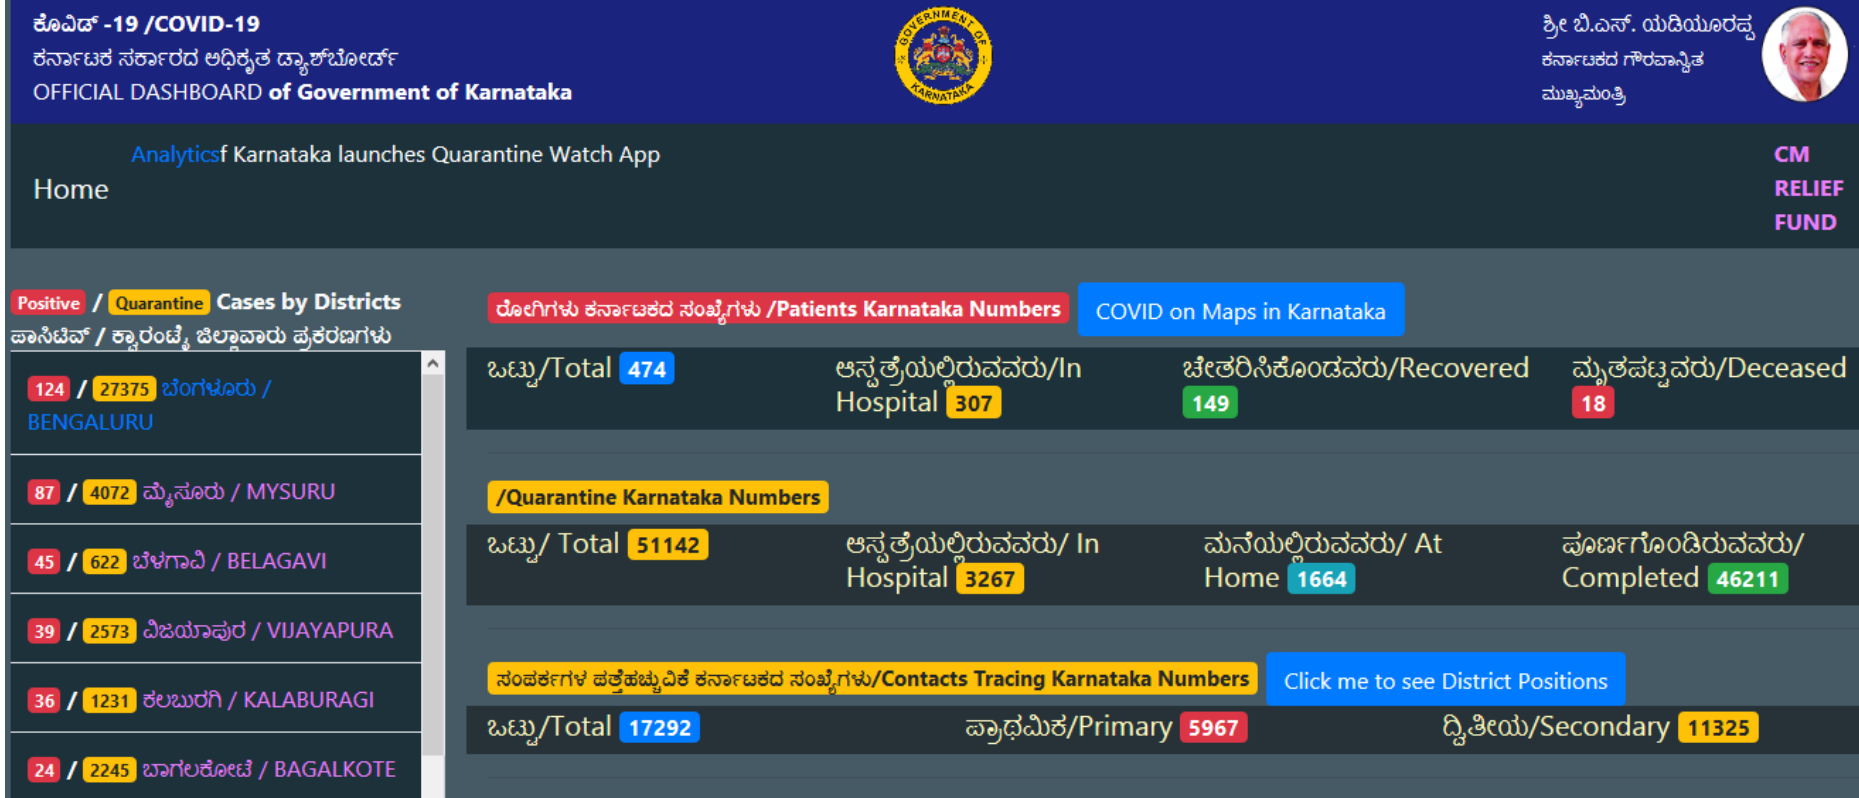 ಕೊವಿಡ್ -19 /COVID-19
ಕರ್ನಾಟಕ ಸರ್ಕಾರದ ಅಧಿಕೃತ ಡ್ಯಾಶ್‌ಬೋರ್ಡ್
OFFICIAL DASHBOARD of Government of Karnataka
GOVERNMENT OF KARNATAKA
ಶ್ರೀ ಬಿ.ಎಸ್. ಯಡಿಯೂರಪ್ಪ
ಕರ್ನಾಟಕದ ಗೌರವಾನ್ವಿತ
ಮುಖ್ಯಮಂತ್ರಿ
Analyticsf Karnataka launches Quarantine Watch App
Home
CM
RELIEF
FUND
Positive / Quarantine Cases by Districts
ಪಾಸಿಟಿವ್ / ಕ್ವಾರಂಟೈ ಜಿಲ್ಲಾವಾರು ಪ್ರಕರಣಗಳು
124 / 27375 ಬೆಂಗಳೂರು /
BENGALURU
87 / 4072 ಮೈಸೂರು / MYSURU
45 / 622 ಬೆಳಗಾವಿ / BELAGAVI
39 / 2573 ವಿಜಯಾಪುರ / VIJAYAPURA
36 / 1231 ಕಲಬುರಗಿ / KALABURAGI
24 / 2245 ಬಾಗಲಕೋಟೆ / BAGALKOTE
ರೋಗಿಗಳು ಕರ್ನಾಟಕದ ಸಂಖ್ಯೆಗಳು /Patients Karnataka Numbers
COVID on Maps in Karnataka
ಒಟ್ಟು/Total 474
ಆಸ್ಪತ್ರೆಯಲ್ಲಿರುವವರು/In
Hospital 307
ಚೇತರಿಸಿಕೊಂಡವರು/Recovered
149
ಮೃತಪಟ್ಟವರು/Deceased
18
/Quarantine Karnataka Numbers
ಒಟ್ಟು/ Total 51142
ಆಸ್ಪತ್ರೆಯಲ್ಲಿರುವವರು/ In
Hospital 3267
ಮನೆಯಲ್ಲಿರುವವರು/ At
Home 1664
ಪೂರ್ಣಗೊಂಡಿರುವವರು/
Completed 46211
ಸಂಪರ್ಕಗಳ ಪತ್ತೆಹಚ್ಚುವಿಕೆ ಕರ್ನಾಟಕದ ಸಂಖ್ಯೆಗಳು/Contacts Tracing Karnataka Numbers
Click me to see District Positions
ಒಟ್ಟು/Total 17292
ಪ್ರಾಥಮಿಕ/Primary 5967
ದ್ವಿತೀಯ/Secondary 11325